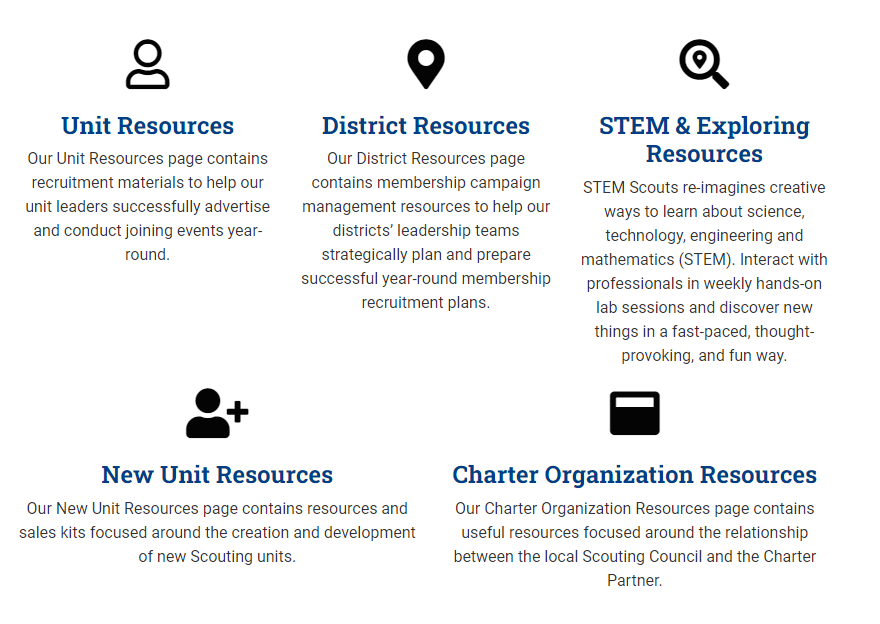 Unit Resources
Our Unit Resources page contains
recruitment materials to help our
unit leaders successfully advertise
and conduct joining events year-
round.
District Resources
Our District Resources page
contains membership campaign
management resources to help our
districts’ leadership teams
strategically plan and prepare
successful year-round membership
recruitment plans.
STEM & Exploring
Resources
STEM Scouts re-imagines creative
ways to learn about science,
technology, engineering and
mathematics (STEM). Interact with
professionals in weekly hands-on
lab sessions and discover new
things in a fast-paced, thought-
provoking, and fun way.
New Unit Resources
Our New Unit Resources page contains resources and
sales kits focused around the creation and development
of new Scouting units.
Charter Organization Resources
Our Charter Organization Resources page contains
useful resources focused around the relationship
between the local Scouting Council and the Charter
Partner.